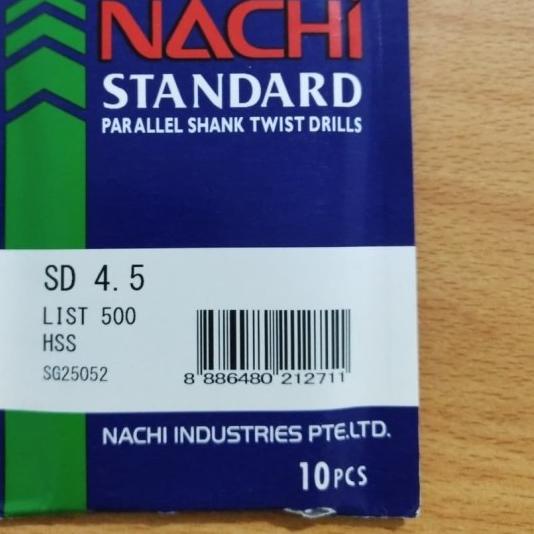 NACHi
STANDARD
PARALLEL SHANK TWIST DRILLS
SD 4.5
LIST 500
HSS
SG25052
8 886480 212711
NACHI INDUSTRIES PTE.LTD.
10PCS